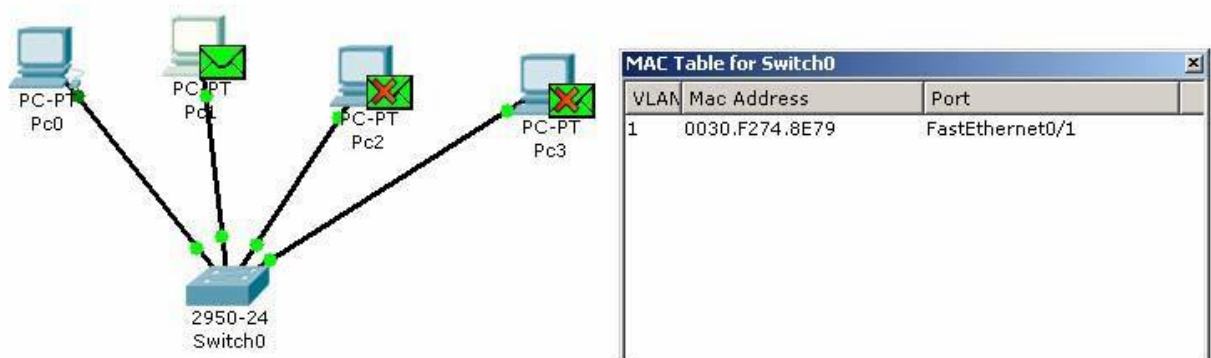 PC-PT
Pc0
PC-PT
Pc1
PC-PT
Pc2
PC-PT
Pc3
2950-24
Switch0
MAC Table for Switch0
VLAN Mac Address Port
1 0030.F274.8E79 FastEthernet0/1